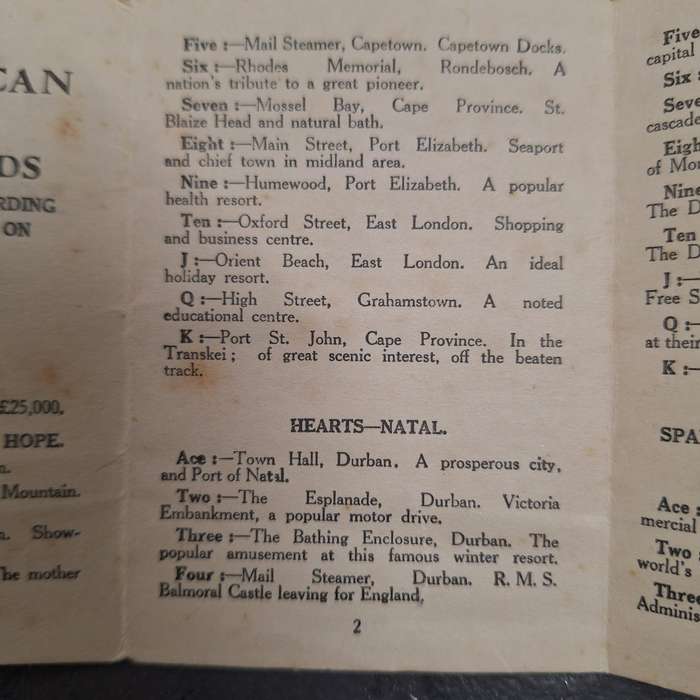 CAN
DS
RDING
ON
£25,000.
HOPE.
n.
Mountain.
n. Show-
The mother
Five :—Mail Steamer, Capetown. Capetown Docks.
Six :—Rhodes Memorial, Rondebosch. A
nation's tribute to a great pioneer.
Seven :—Mossel Bay, Cape Province. St.
Blaize Head and natural bath.
Eight :—Main Street, Port Elizabeth. Seaport
and chief town in midland area.
Nine :—Humewood, Port Elizabeth. A popular
health resort.
Ten :—Oxford Street, East London. Shopping
and business centre.
J :—Orient Beach, East London. An ideal
holiday resort.
Q :—High Street, Grahamstown. A noted
educational centre.
K :—Port St. John, Cape Province. In the
Transkei ; of great scenic interest, off the beaten
track.
HEARTS—NATAL.
Ace :—Town Hall, Durban. A prosperous city,
and Port of Natal.
Two :—The Esplanade, Durban. Victoria
Embankment, a popular motor drive.
Three :—The Bathing Enclosure, Durban. The
popular amusement at this famous winter resort.
Four :—Mail Steamer, Durban. R. M. S.
Balmoral Castle leaving for England.
2
Five
capital
Six :
Seve
cascade
Eigh
of Mou
Nine
The D
Ten
The D
J :—
Free S
Q :—
at their
K :—
SPA
Ace :
mercial
Two :
world's
Three
Adminis